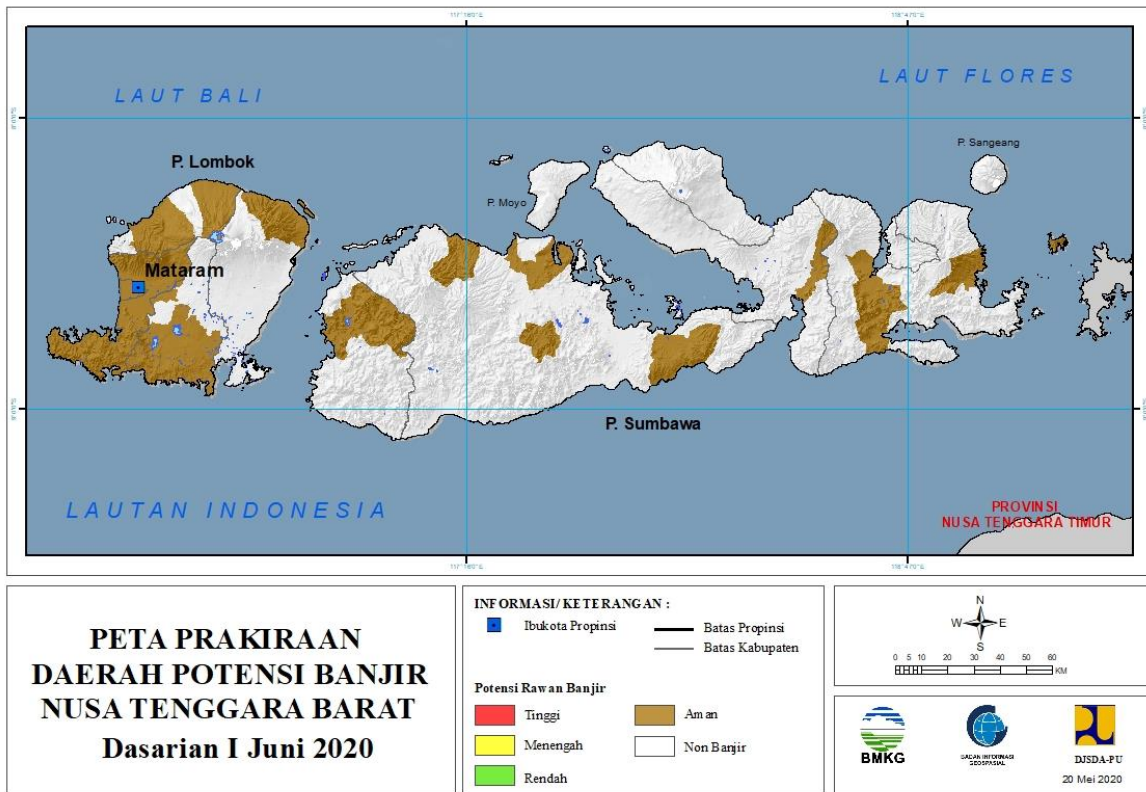 LAUT FLORES
LAUT BALI
P. Sangeang
P. Lombok
P. Moyo
Mataram
P. Sumbawa
LAUTAN INDONESIA
PROVINSI
NUSA TENGGARA TIMUR
PETA PRAKIRAAN
DAERAH POTENSI BANJIR
NUSA TENGGARA BARAT
Dasarian I Juni 2020
INFORMASI/ KETERANGAN :
Ibukota Propinsi
Batas Propinsi
Batas Kabupaten
Potensi Rawan Banjir
Tinggi
Menengah
Rendah
Aman
Non Banjir
N
W E
S
0 5 10 20 30 40 50 60
KM
BMKG
BADAN INFORMASI
GEOSPASIAL
DJSDA-PU
20 Mei 2020